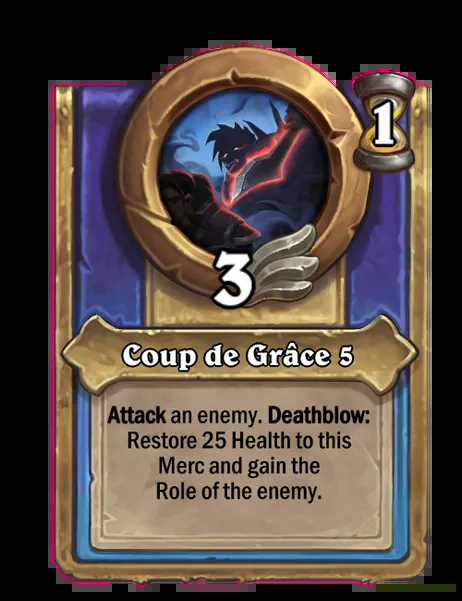 1
3
Coup de Grâce 5
Attack an enemy. Deathblow:
Restore 25 Health to this
Merc and gain the
Role of the enemy.